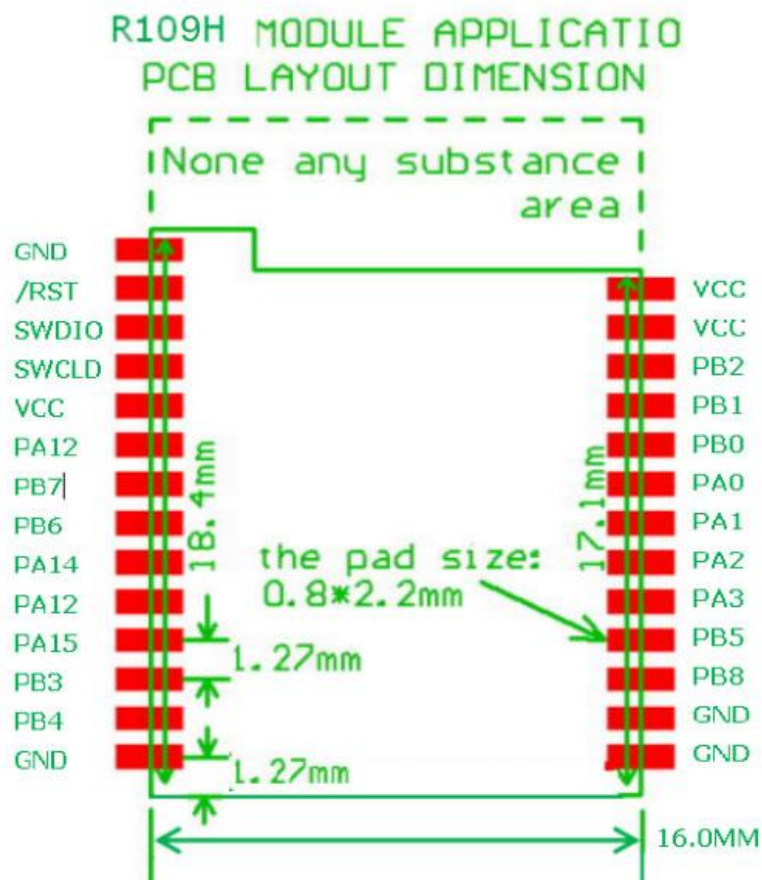 R109H MODULE APPLICATIO
PCB LAYOUT DIMENSION
None any substance
area
GND
/RST
SWDIO
SWCLD
VCC
PA12
PB7
PB6
PA14
PA12
PA15
PB3
PB4
GND
18.4mm
the pad size:
0.8*2.2mm
1.27mm
1.27mm
17.1mm
VCC
VCC
PB2
PB1
PB0
PA0
PA1
PA2
PA3
PB5
PB8
GND
GND
16.0MM